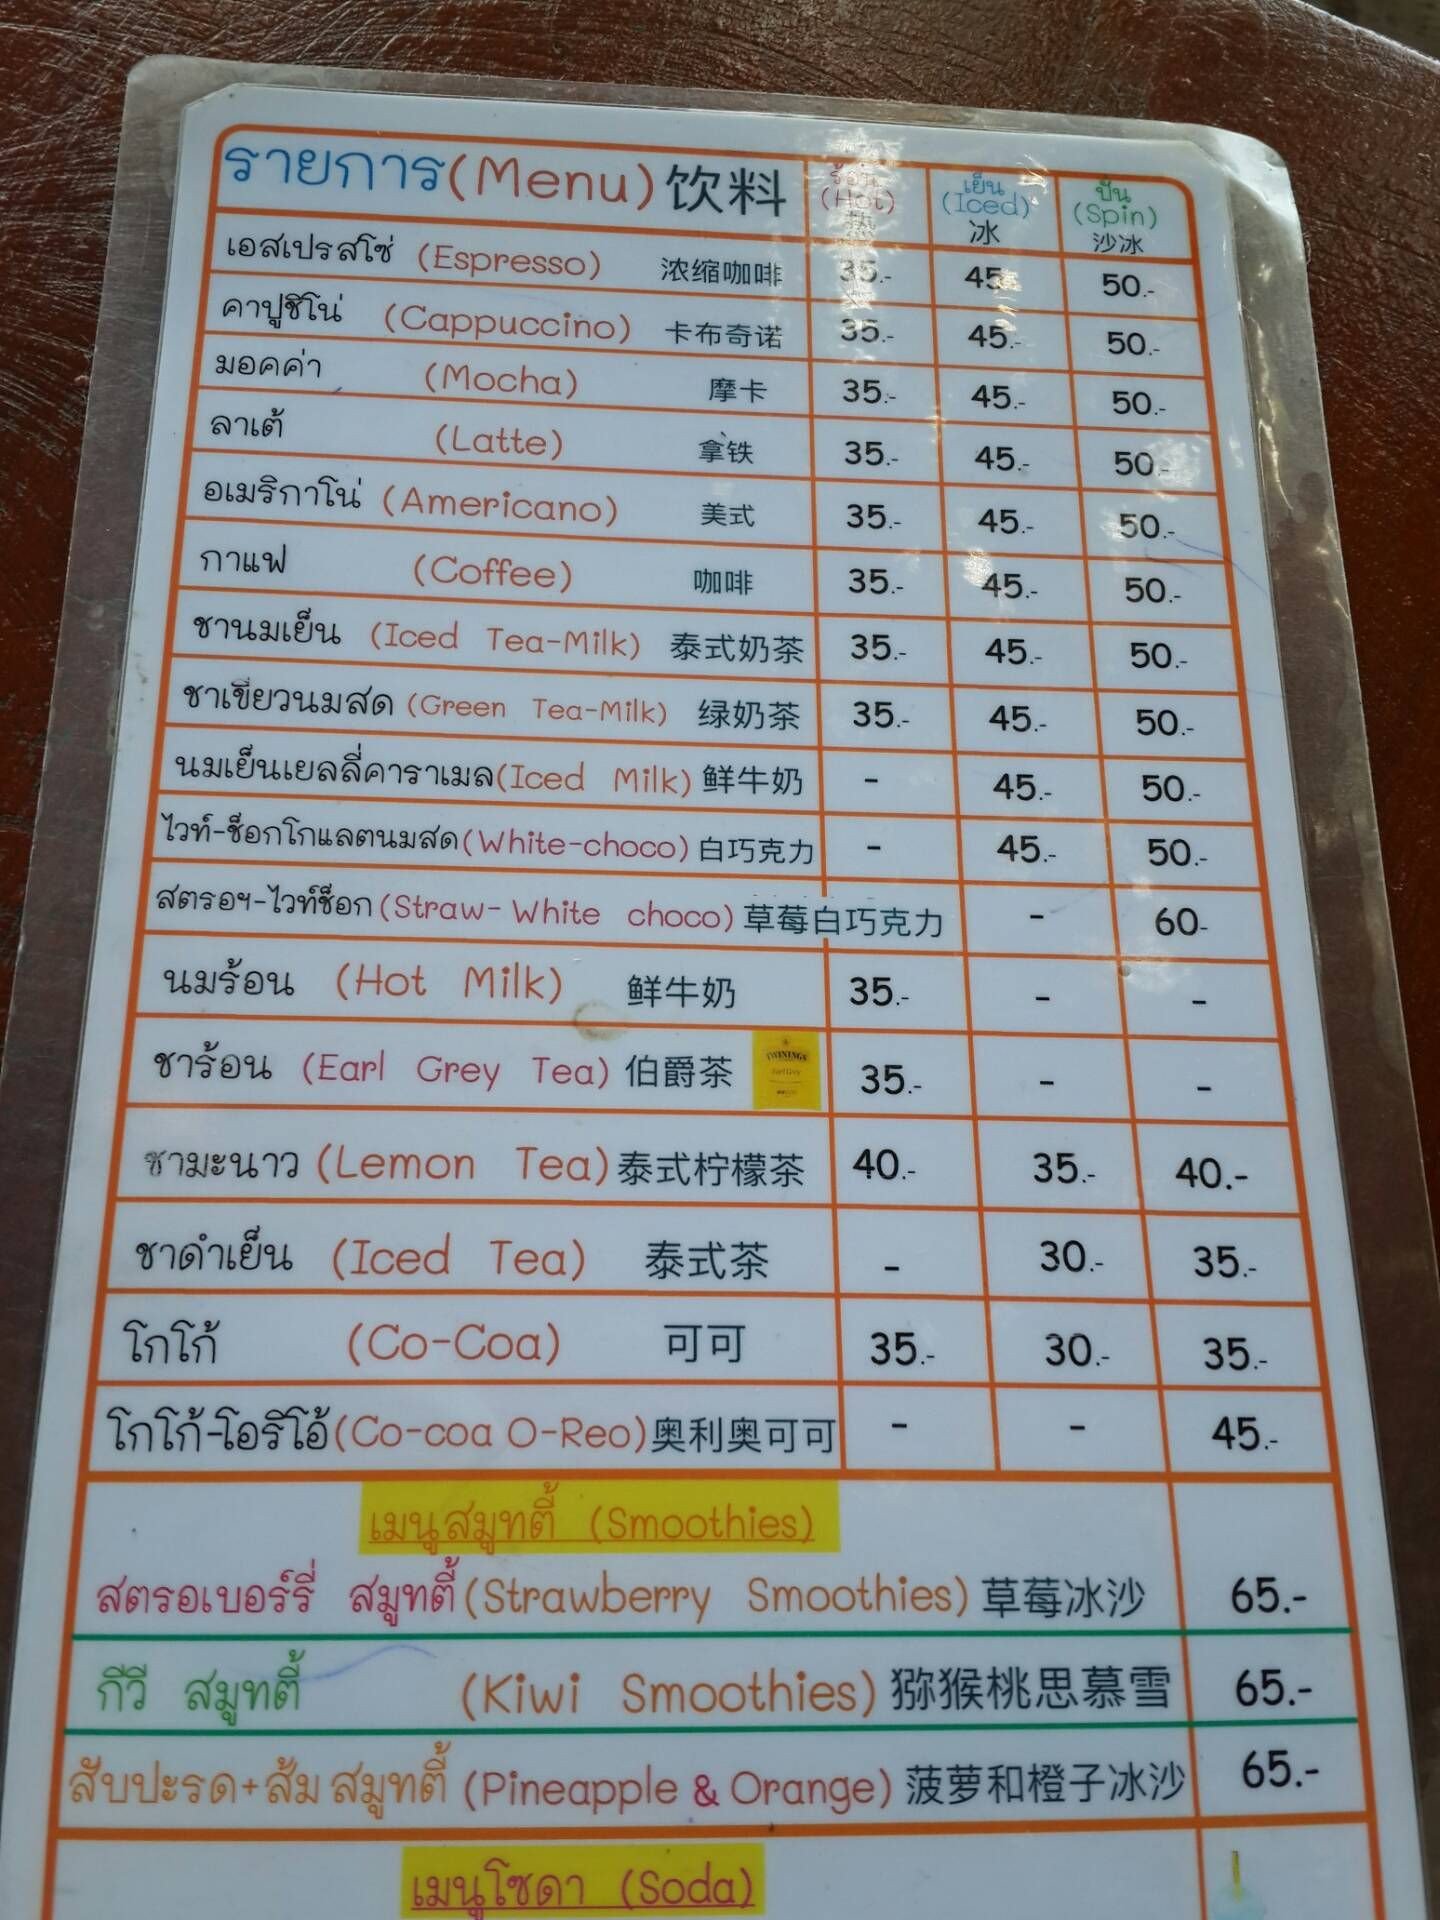 รายการ(Menu) 饮料 ร้อน (Hot) 热 เย็น (Iced) 冰 ปั่น (Spin) 沙冰
เอสเปรสโซ่ (Espresso) 浓缩咖啡 35.- 45.- 50.-
คาปูชิโน่ (Cappuccino) 卡布奇诺 35.- 45.- 50.-
มอคค่า (Mocha) 摩卡 35.- 45.- 50.-
ลาเต้ (Latte) 拿铁 35.- 45.- 50.-
อเมริกาโน่ (Americano) 美式 35.- 45.- 50.-
กาแฟ (Coffee) 咖啡 35.- 45.- 50.-
ชานมเย็น (Iced Tea-Milk) 泰式奶茶 35.- 45.- 50.-
ชาเขียวนมสด (Green Tea-Milk) 绿奶茶 35.- 45.- 50.-
นมเย็นเยลลี่คาราเมล(Iced Milk) 鲜牛奶 - 45.- 50.-
ไวท์-ช็อกโกแลตนมสด(White-choco) 白巧克力 - 45.- 50.-
สตรอฯ-ไวท์ช็อก(Straw-White choco) 草莓白巧克力 - 60-
นมร้อน (Hot Milk) 鲜牛奶 35.- - -
ชาร้อน (Earl Grey Tea) 伯爵茶 TWININGS Earl Grey 35.- - -
ชามะนาว (Lemon Tea) 泰式柠檬茶 40.- 35.- 40.-
ชาดำเย็น (Iced Tea) 泰式茶 - 30.- 35.-
โกโก้ (Co-Coa) 可可 35.- 30.- 35.-
โกโก้-โอริโอ้(Co-coa O-Reo)奥利奥可可 - - 45.-
เมนูสมูทตี้ (Smoothies)
สตรอเบอร์รี่ สมูทตี้(Strawberry Smoothies) 草莓冰沙 65.-
กีวี สมูทตี้ (Kiwi Smoothies) 猕猴桃思慕雪 65.-
สับปะรด+ส้ม สมูทตี้ (Pineapple & Orange) 菠萝和橙子冰沙 65.-
เมนูโซดา (Soda)